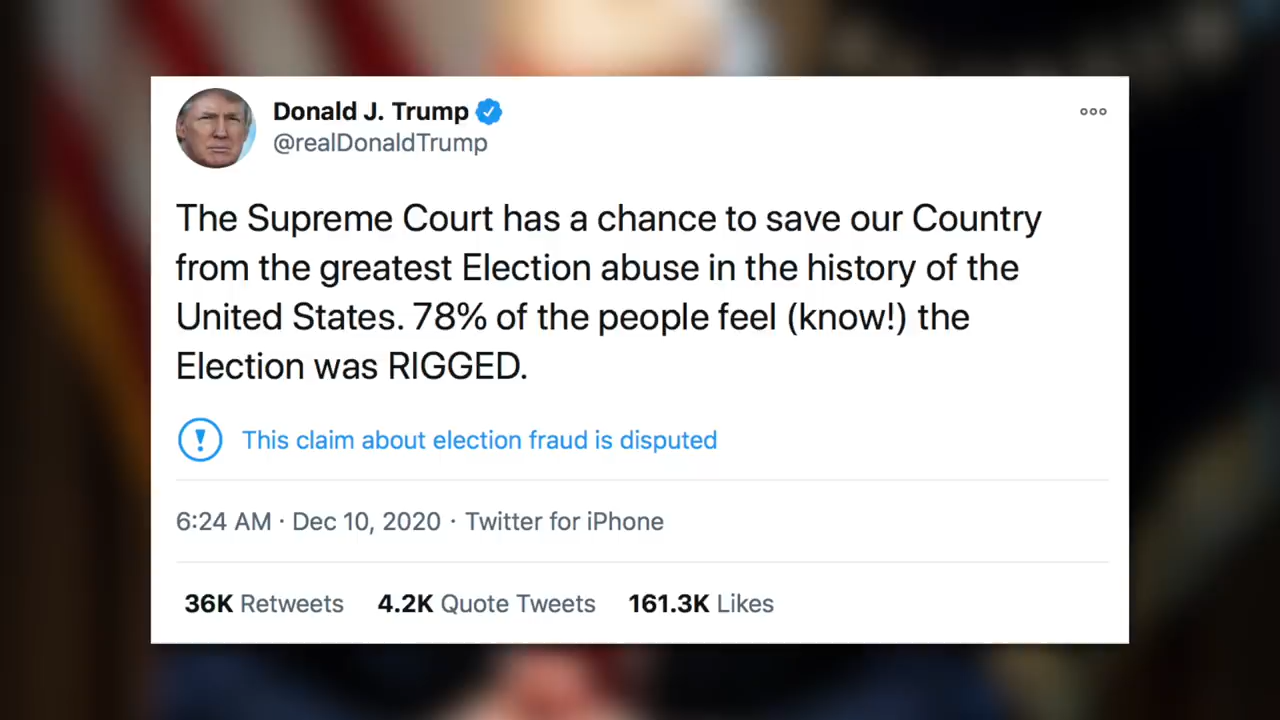 Donald J. Trump
@realDonaldTrump
The Supreme Court has a chance to save our Country
from the greatest Election abuse in the history of the
United States. 78% of the people feel (know!) the
Election was RIGGED.
This claim about election fraud is disputed
6:24 AM · Dec 10, 2020 · Twitter for iPhone
36K Retweets 4.2K Quote Tweets 161.3K Likes